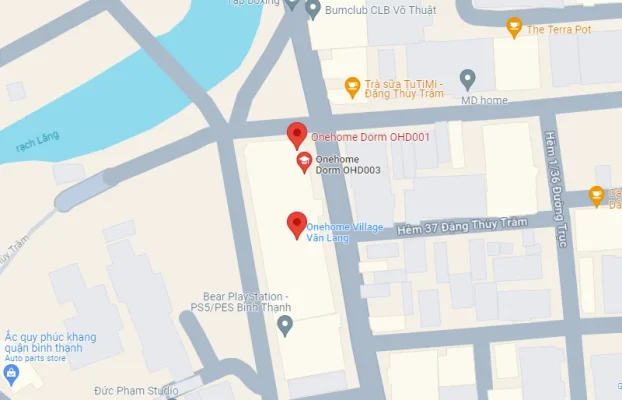 Tập Boxing
Bumclub CLB Võ Thuật
The Terra Pot
Trà sữa TuTiMi -
Đặng Thùy Trâm
MD home
rạch Lăng
Onehome Dorm OHD001
Onehome
Dorm OHD003
Hẻm 1/36 Đường Trục
Hẻm 37 Đặng Thùy Trâm
Onehome Village
Văn Lang
Bear PlayStation -
PS5/PES Bình Thạnh
Ắc quy phúc khang
quận bình thạnh
Auto parts store
Đức Phạm Studio